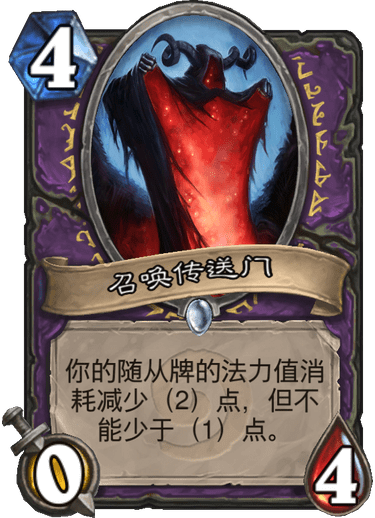 4
召唤传送门
你的随从牌的法力值消
耗减少（2）点，但不
能少于（1）点。
0
4